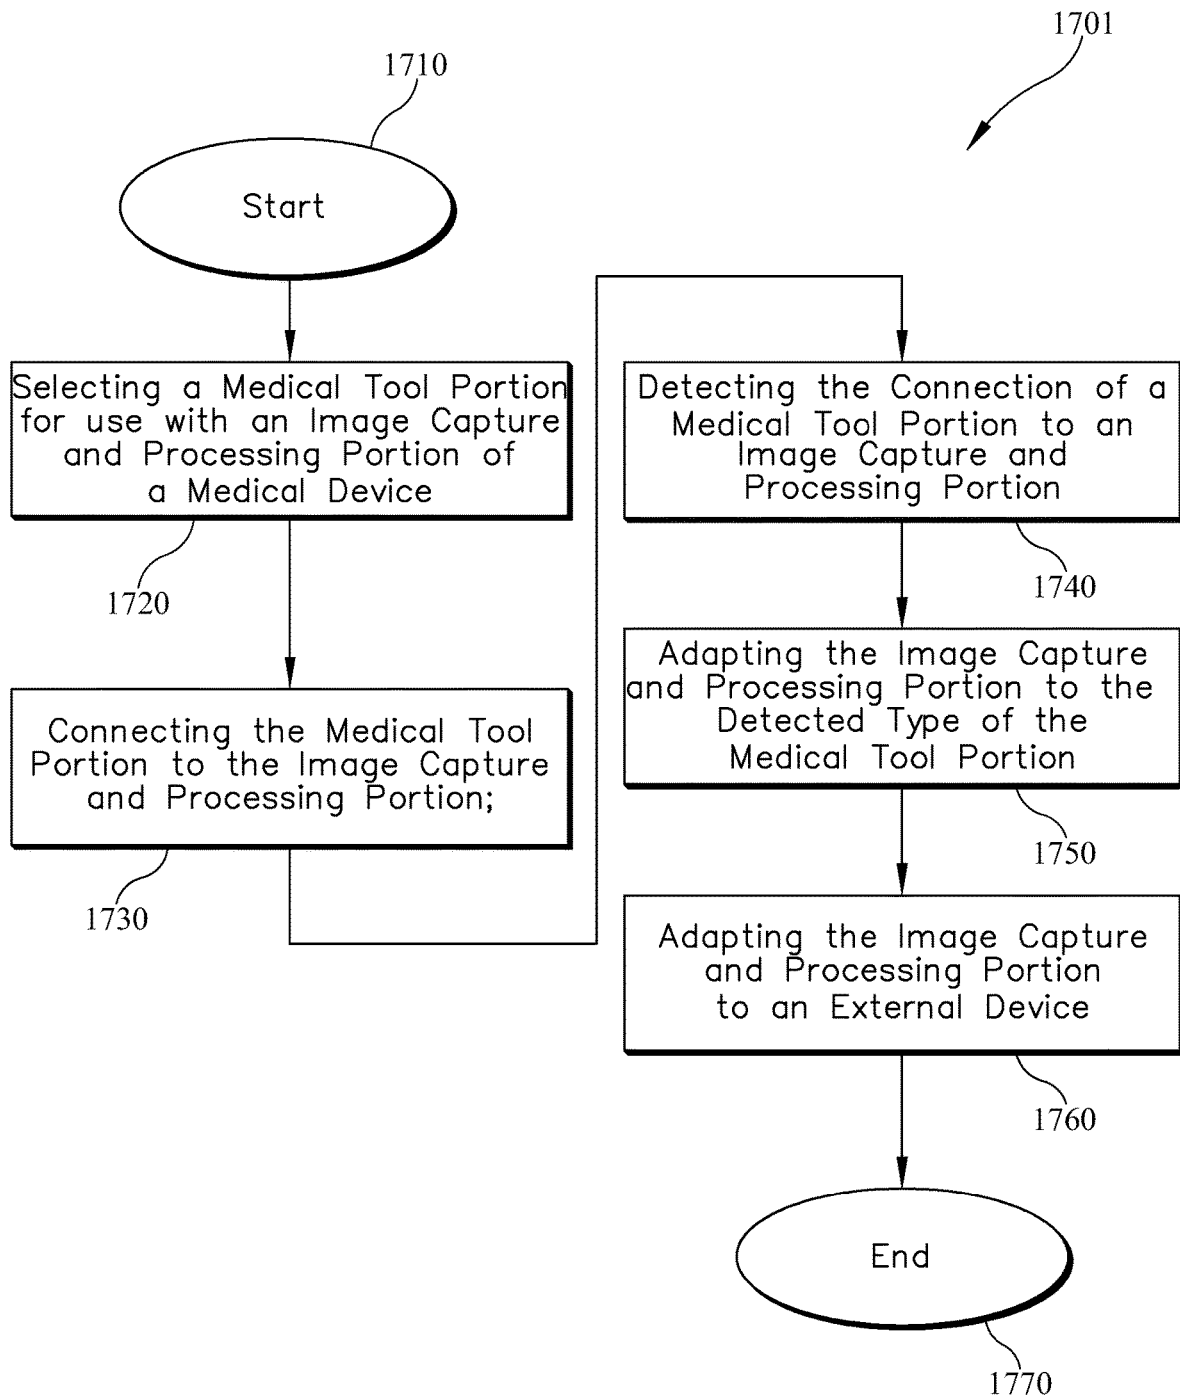 1701
1710
Start
Selecting a Medical Tool Portion
for use with an Image Capture
and Processing Portion of
a Medical Device
1720
Connecting the Medical Tool
Portion to the Image Capture
and Processing Portion;
1730
Detecting the Connection of a
Medical Tool Portion to an
Image Capture and
Processing Portion
1740
Adapting the Image Capture
and Processing Portion to the
Detected Type of the
Medical Tool Portion
1750
Adapting the Image Capture
and Processing Portion
to an External Device
1760
End
1770